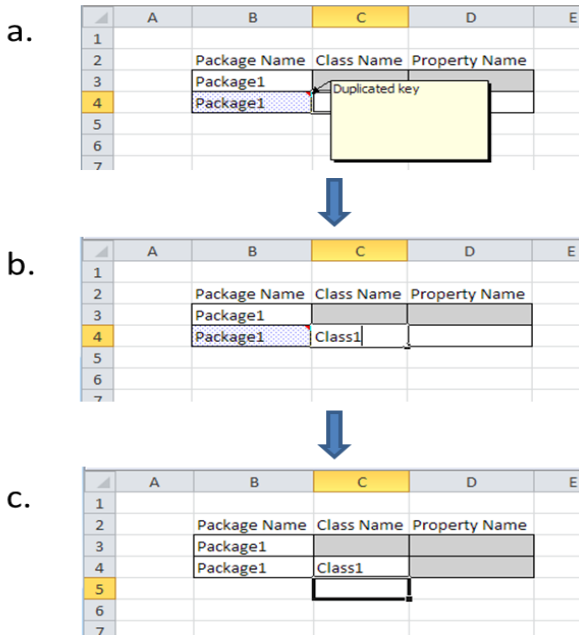 a.
A B C D E
1
2 Package Name Class Name Property Name
3 Package1
Duplicated key
4 Package1
5
6
7
b.
A B C D E
1
2 Package Name Class Name Property Name
3 Package1
4 Package1 Class1
5
6
7
c.
A B C D E
1
2 Package Name Class Name Property Name
3 Package1
4 Package1 Class1
5
6
7